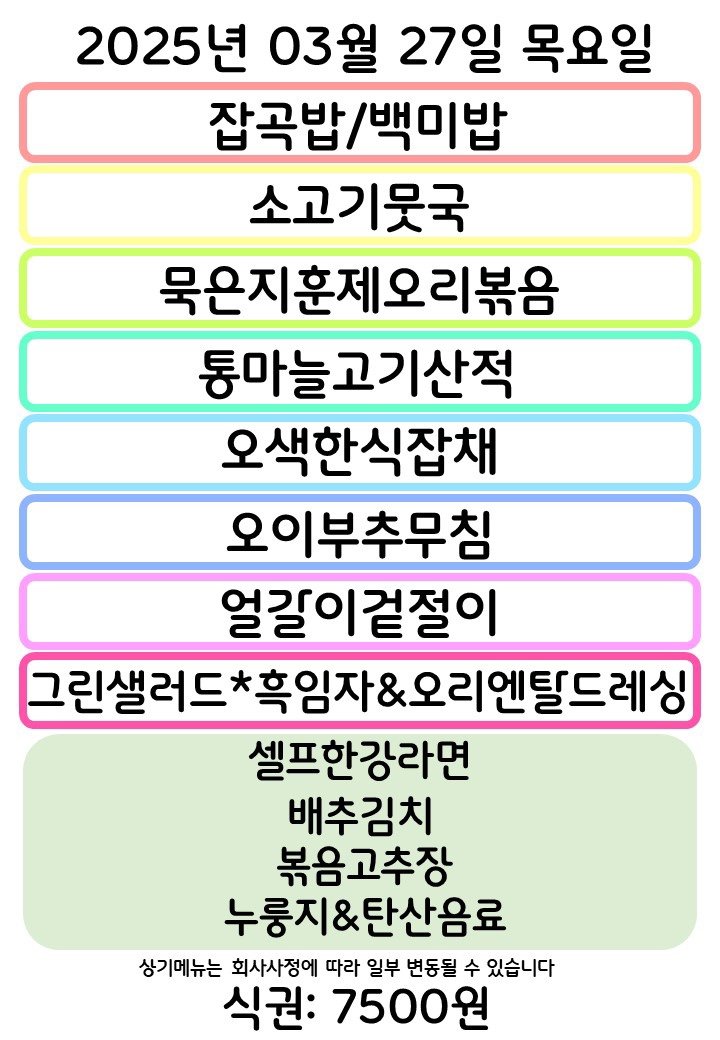 2025년 03월 27일 목요일
잡곡밥/백미밥
소고기뭇국
묵은지훈제오리볶음
통마늘고기산적
오색한식잡채
오이부추무침
얼갈이겉절이
그린샐러드*흑임자&오리엔탈드레싱
셀프한강라면
배추김치
볶음고추장
누룽지&탄산음료
상기메뉴는 회사사정에 따라 일부 변동될 수 있습니다
식권: 7500원